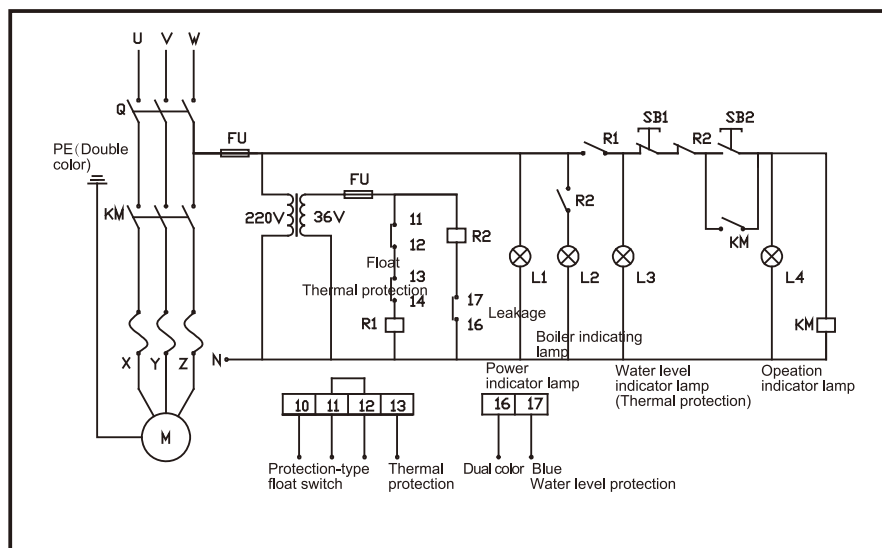 U V W
Q
FU
R1 SB1 R2 SB2
PE(Double
color)
FU
220V 36V
11
R2
KM
12
R2
KM
Float
L1 L2 L3 L4
13
Thermal protection
14
17
Leakage
R1
16
KM
Boiler indicating
lamp
N
X Y Z
Power
indicator lamp
Water level
indicator lamp
(Thermal protection)
Opeation
indicator lamp
10 11 12 13
16 17
M
Protection-type
float switch
Thermal
protection
Dual color
Blue
Water level protection